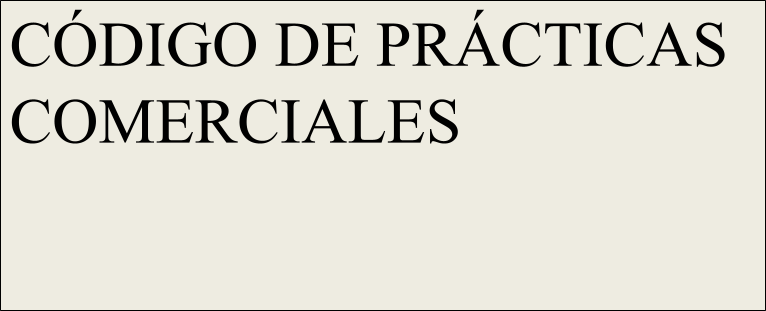 CÓDIGO DE PRÁCTICAS
COMERCIALES